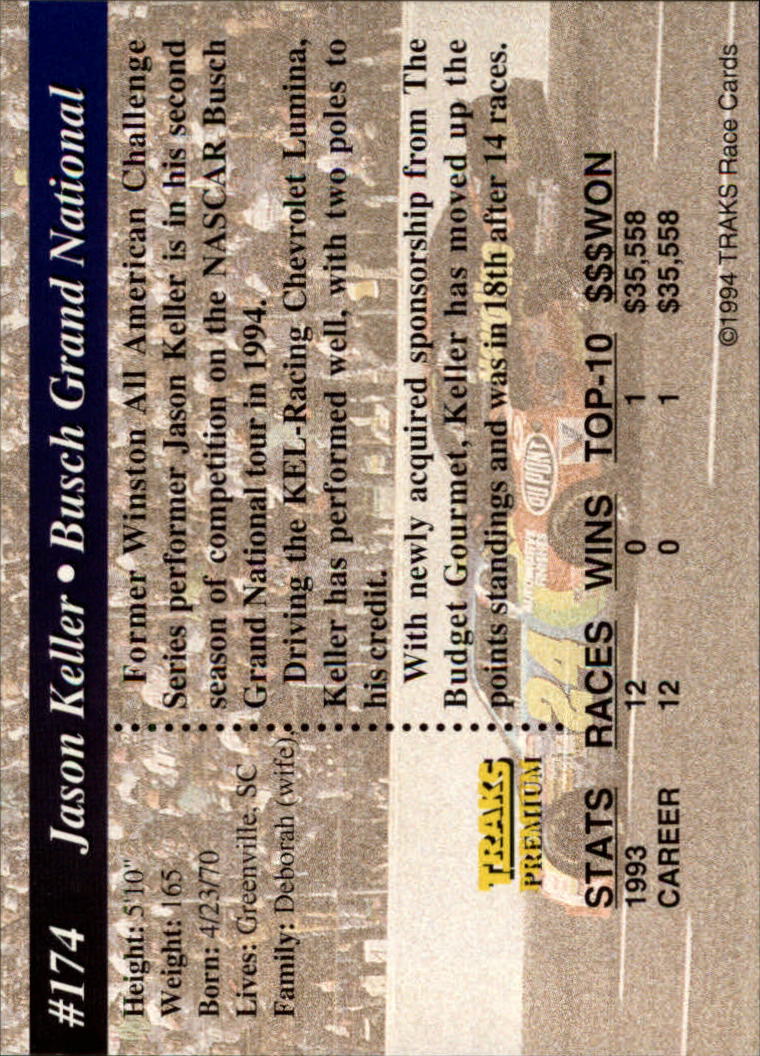 #174 Jason Keller • Busch Grand National
Height: 5'10"
Weight: 165
Born: 4/23/70
Lives: Greenville, SC
Family: Deborah (wife),
Former Winston All American Challenge
Series performer Jason Keller is in his second
season of competition on the NASCAR Busch
Grand National tour in 1994.
Driving the KEL-Racing Chevrolet Lumina,
Keller has performed well, with two poles to
his credit.
With newly acquired sponsorship from The
Budget Gourmet, Keller has moved up the
points standings and was in 18th after 14 races.
TRAKS
PREMIUM
24
DU PONT
STATS RACES WINS TOP-10 $$$WON
1993 12 0 1 $35,558
CAREER 12 0 1 $35,558
©1994 TRAKS Race Cards